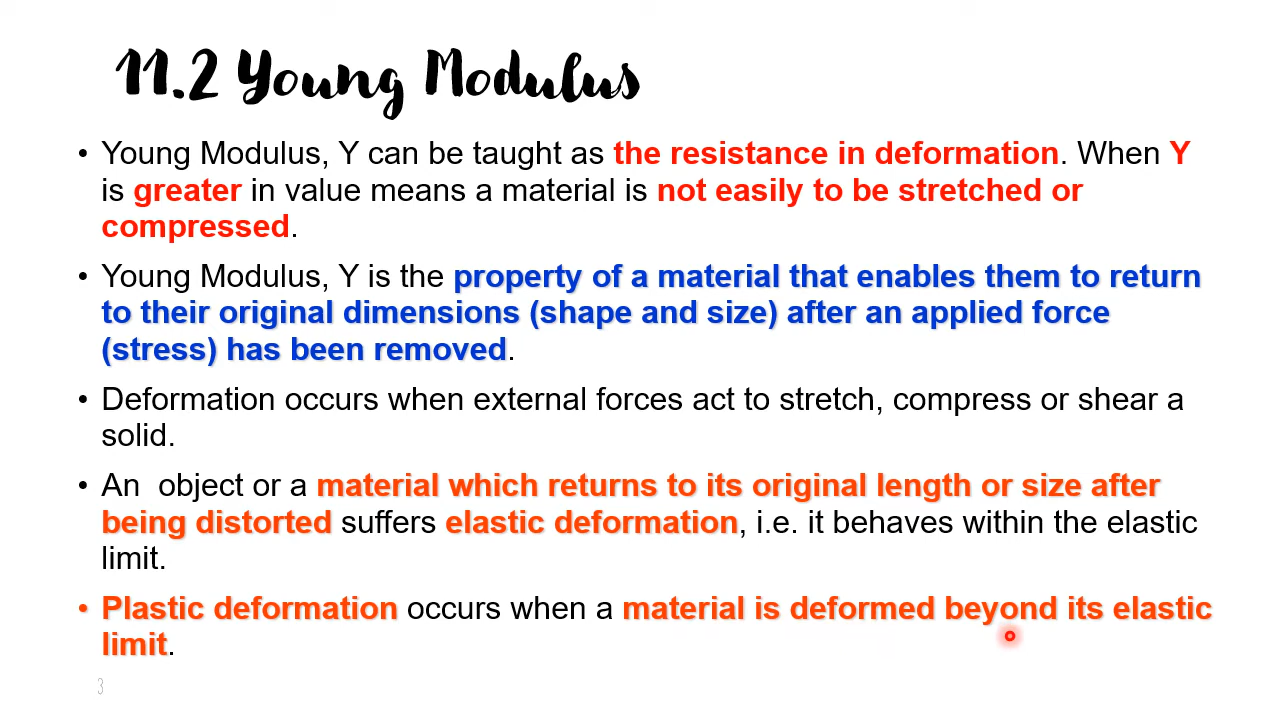 11.2 Young Modulus
• Young Modulus, Y can be taught as the resistance in deformation. When Y
is greater in value means a material is not easily to be stretched or
compressed.
• Young Modulus, Y is the property of a material that enables them to return
to their original dimensions (shape and size) after an applied force
(stress) has been removed.
• Deformation occurs when external forces act to stretch, compress or shear a
solid.
• An  object or a material which returns to its original length or size after
being distorted suffers elastic deformation, i.e. it behaves within the elastic
limit.
• Plastic deformation occurs when a material is deformed beyond its elastic
limit.
3